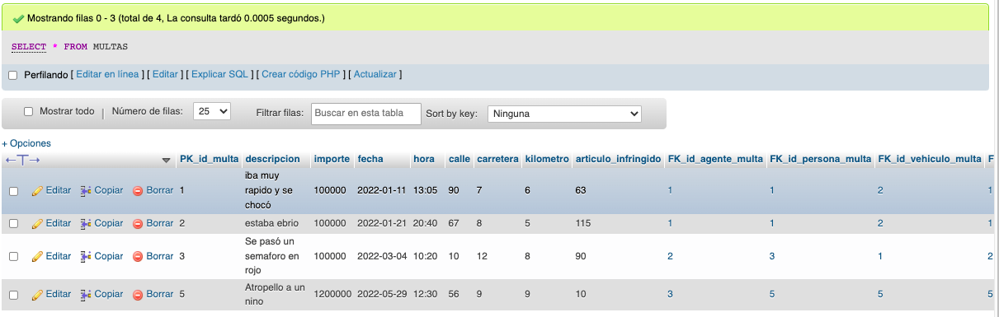 Mostrando filas 0 - 3 (total de 4, La consulta tardó 0.0005 segundos.)
SELECT * FROM MULTAS
Perfilando [ Editar en línea ] [ Editar ] [ Explicar SQL ] [ Crear código PHP ] [ Actualizar ]
Mostrar todo | Número de filas: 25 Filtrar filas: Buscar en esta tabla Sort by key: Ninguna
+ Opciones
←T→ PK_id_multa descripcion importe fecha hora calle carretera kilometro articulo_infringido FK_id_agente_multa FK_id_persona_multa FK_id_vehiculo_multa F
Editar Copiar Borrar 1 iba muy
rapido y se
chocó 100000 2022-01-11 13:05 90 7 6 63 1 1 2 1
Editar Copiar Borrar 2 estaba ebrio 100000 2022-01-21 20:40 67 8 5 115 1 1 2 1
Editar Copiar Borrar 3 Se pasó un
semaforo en
rojo 100000 2022-03-04 10:20 10 12 8 90 2 3 1 2
Editar Copiar Borrar 5 Atropello a un
nino 1200000 2022-05-29 12:30 56 9 9 10 3 5 5 5